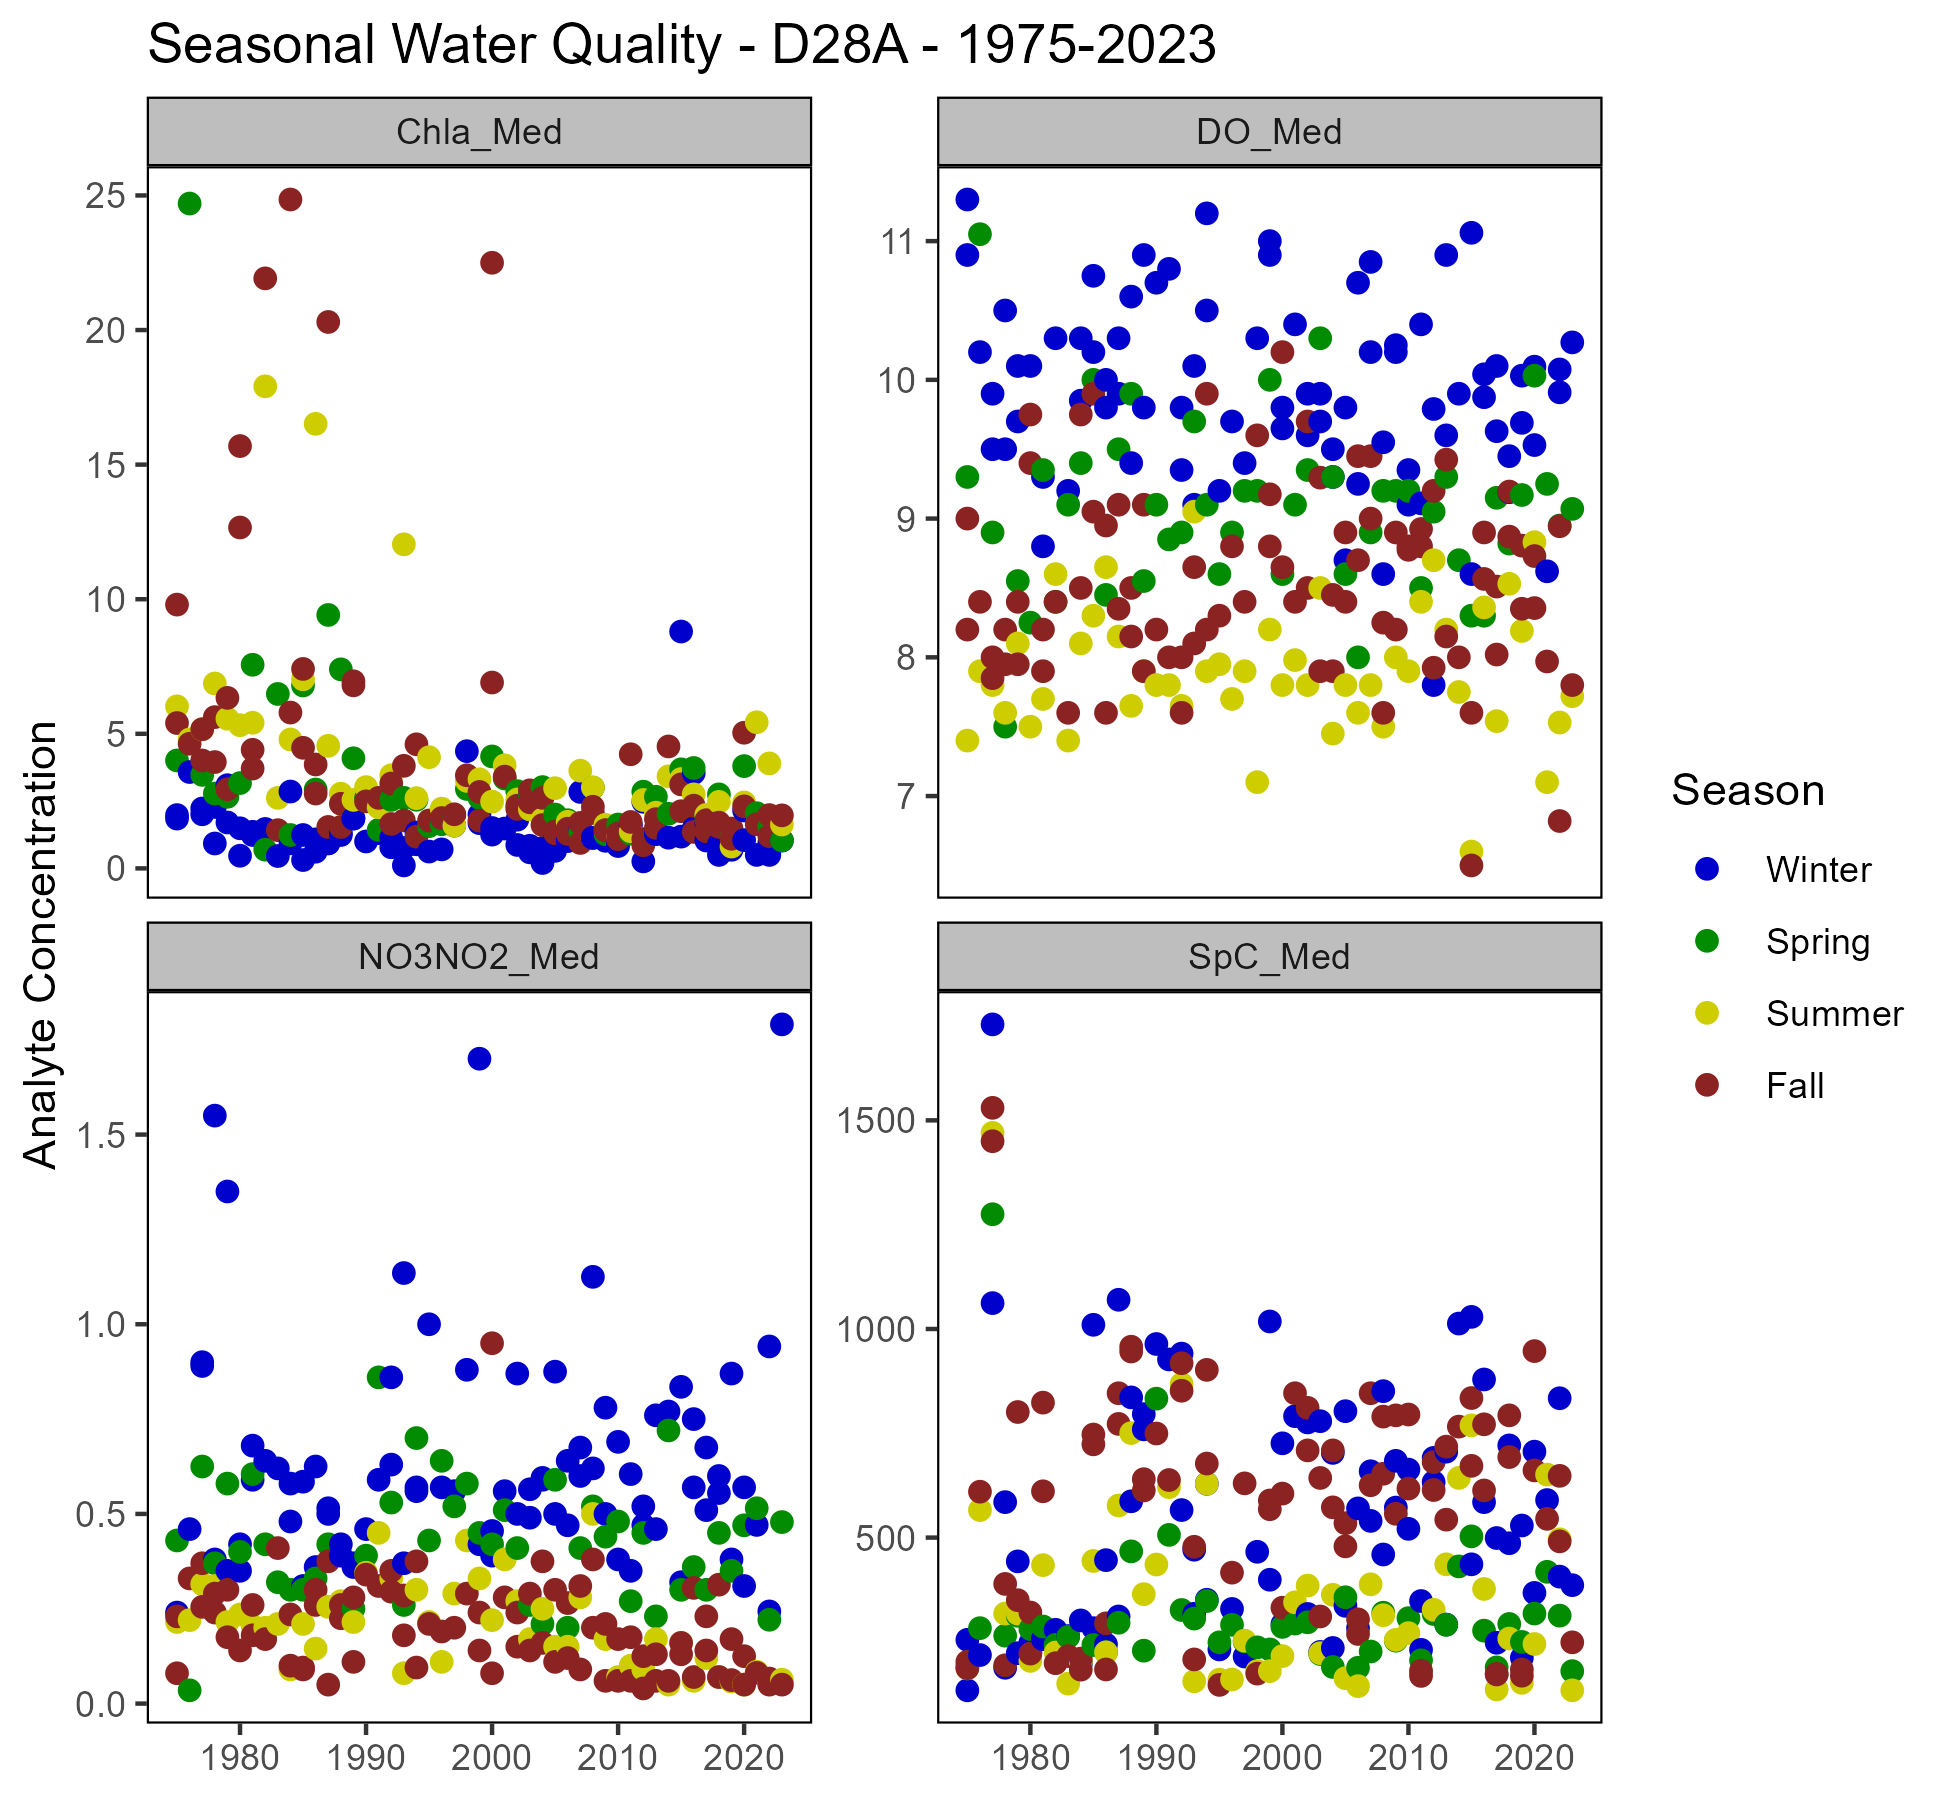 Seasonal Water Quality - D28A - 1975-2023
Chla_Med
DO_Med
25
20
15
10
5
0
11
10
9
8
7
Analyte Concentration
NO3NO2_Med
SpC_Med
1.5
1.0
0.5
0.0
1500
1000
500
1980 1990 2000 2010 2020
1980 1990 2000 2010 2020
Season
Winter
Spring
Summer
Fall